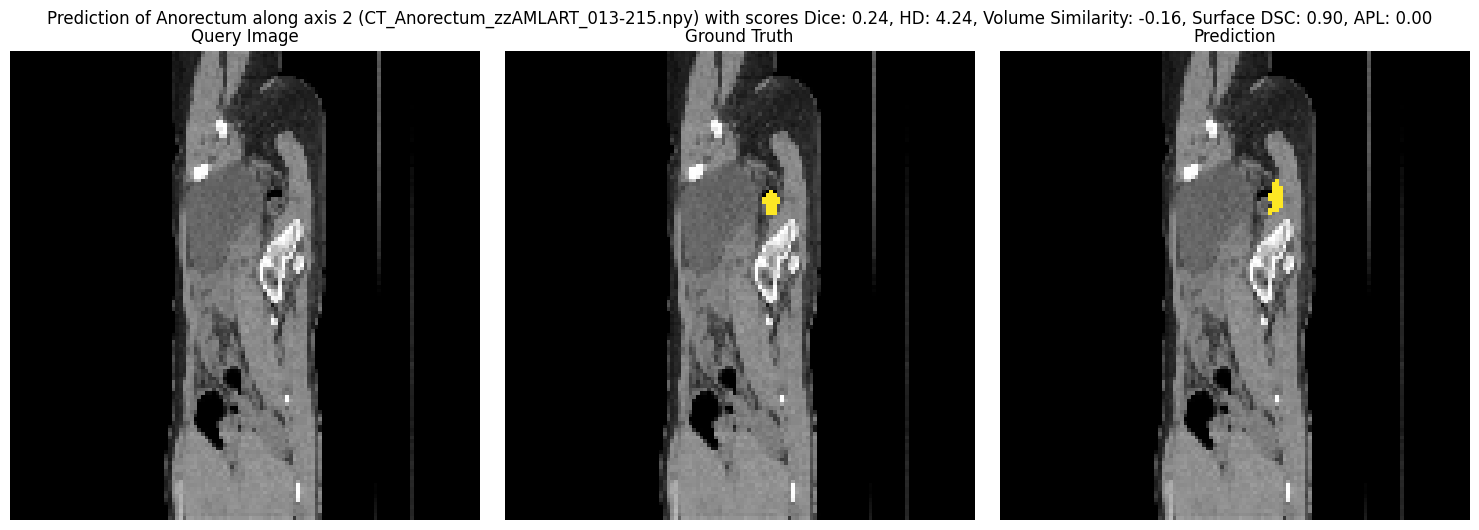 Prediction of Anorectum along axis 2 (CT_Anorectum_zzAMLART_013-215.npy) with scores Dice: 0.24, HD: 4.24, Volume Similarity: -0.16, Surface DSC: 0.90, APL: 0.00
Query Image
Ground Truth
Prediction